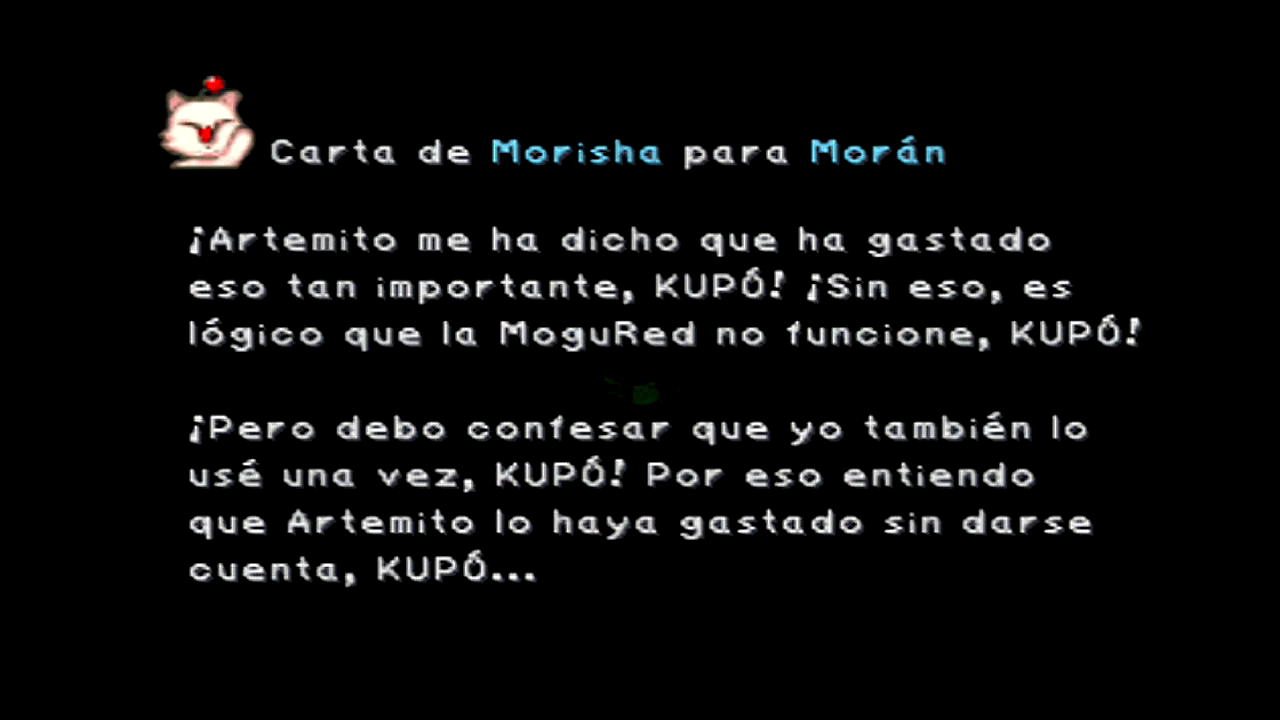 Carta de Morisha para Morán
¡Artemito me ha dicho que ha gastado
eso tan importante, KUPÓ! ¡Sin eso, es
lógico que la MoguRed no funcione, KUPÓ!
¡Pero debo confesar que yo también lo
usé una vez, KUPÓ! Por eso entiendo
que Artemito lo haya gastado sin darse
cuenta, KUPÓ...